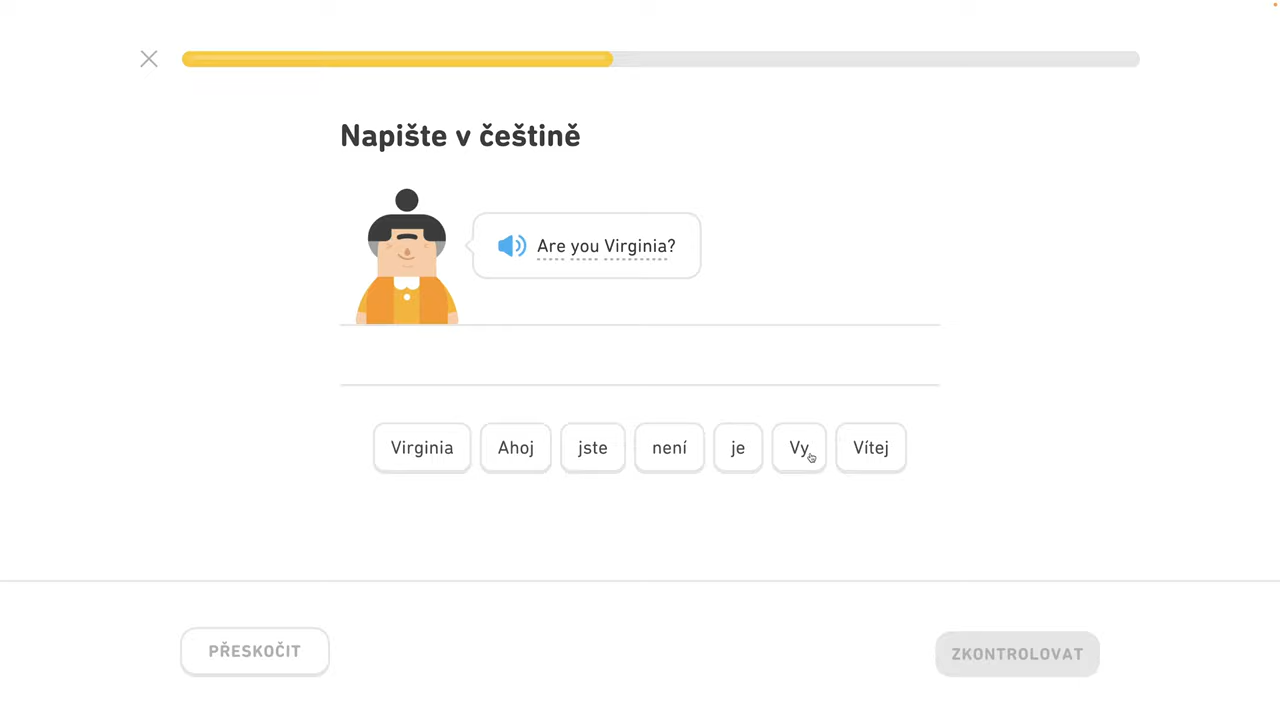 Napište v češtině
Are you Virginia?
Virginia Ahoj jste není je Vy Vítej
PŘESKOČIT ZKONTROLOVAT